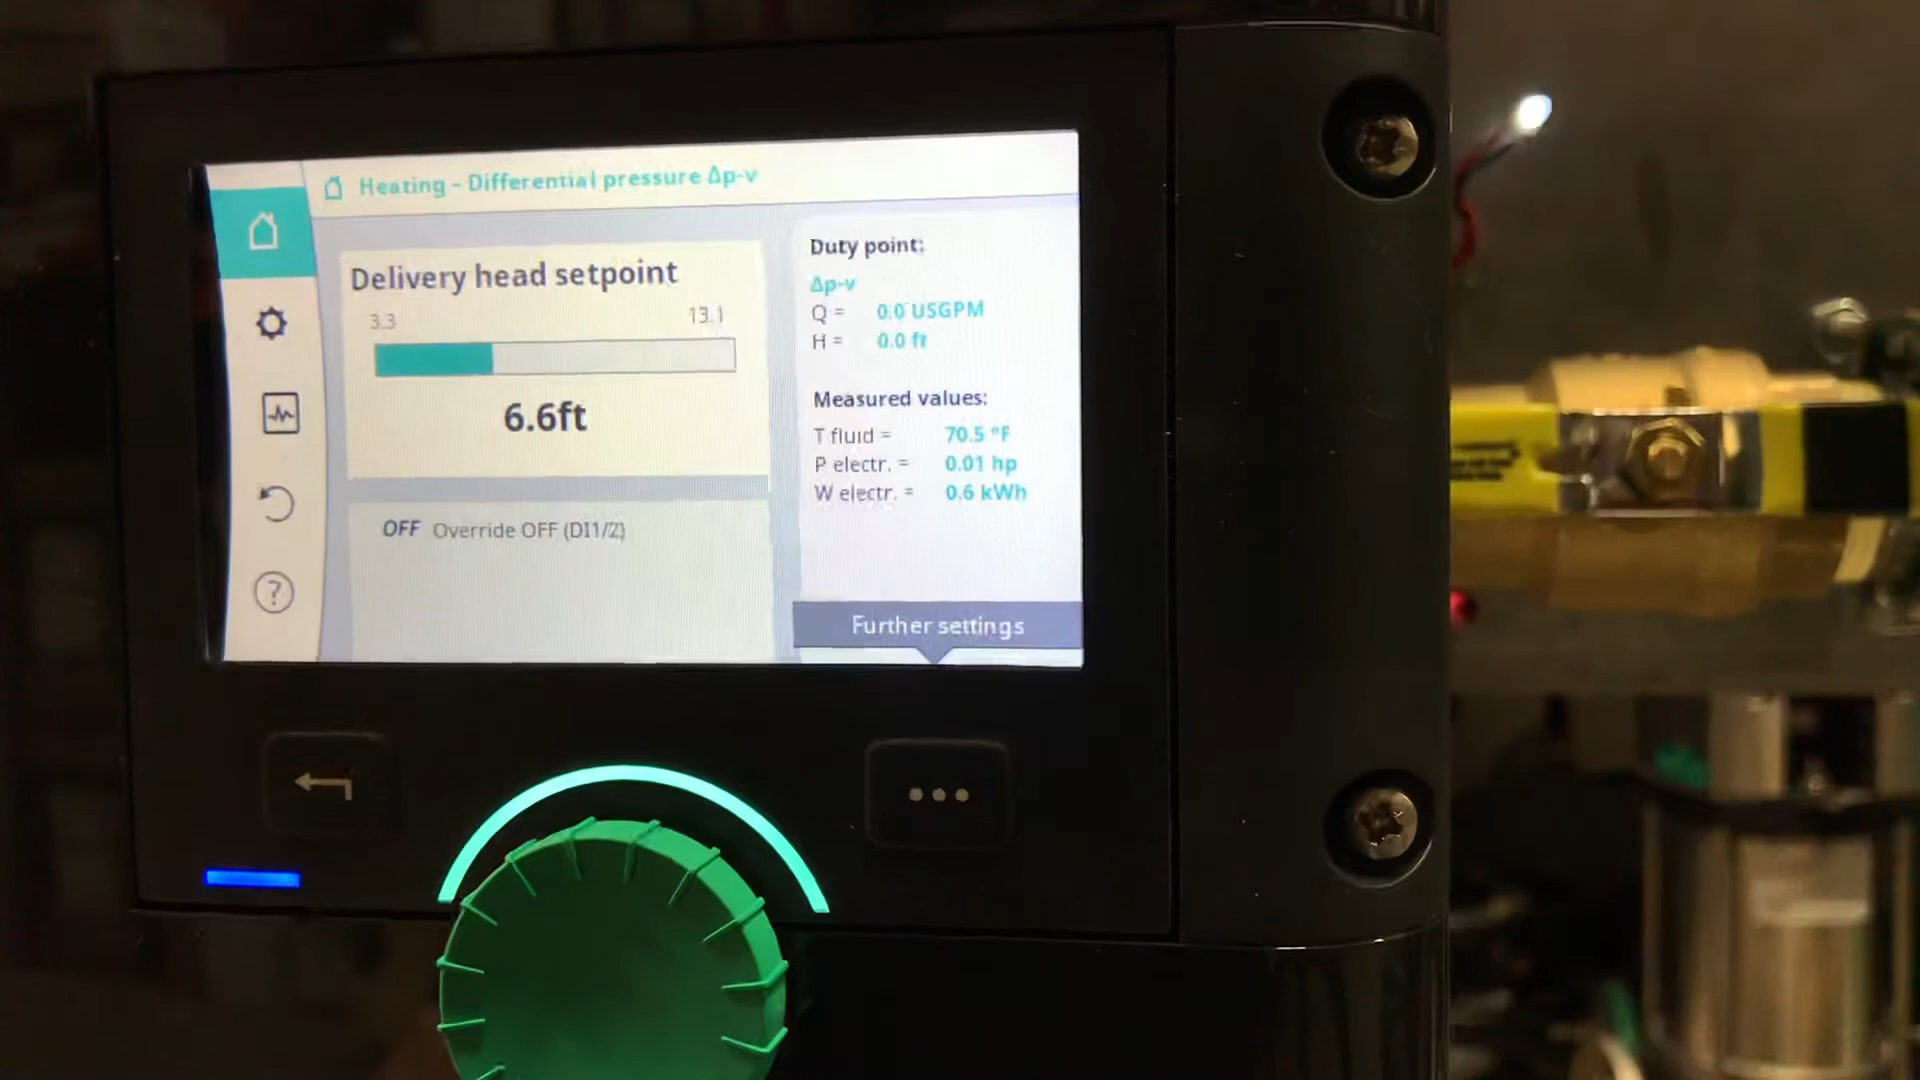 Heating - Differential pressure Δp-v
Delivery head setpoint
3.3
13.1
6.6ft
OFF Override OFF (DI1/2)
Duty point:
Δp-v
Q = 0.0 USGPM
H = 0.0 ft
Measured values:
T fluid = 70.5 °F
P electr. = 0.01 hp
W electr. = 0.6 kWh
Further settings